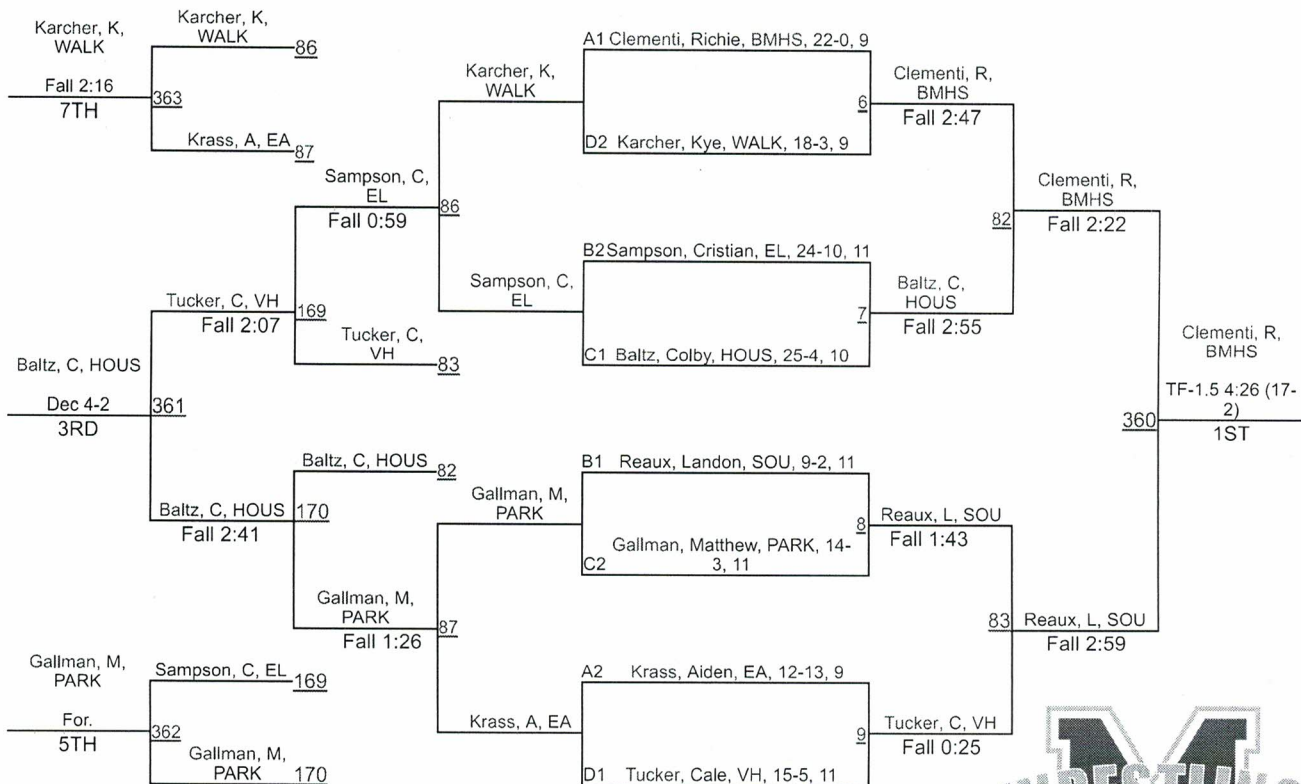 Karcher, K,
WALK
Fall 2:16
7TH
Karcher, K,
WALK
86
363
Krass, A, EA
87
Sampson, C,
EL
Fall 0:59
86
Tucker, C, VH
Fall 2:07
169
Tucker, C,
VH
83
Baltz, C, HOUS
Dec 4-2
3RD
361
Baltz, C, HOUS
82
Baltz, C, HOUS
Fall 2:41
170
Gallman, M,
PARK
Fall 1:26
87
Gallman, M,
PARK
For.
5TH
Sampson, C, EL
169
362
Gallman, M,
PARK
170
Karcher, K,
WALK
Sampson, C,
EL
Gallman, M,
PARK
Krass, A, EA
A1 Clementi, Richie, BMHS, 22-0, 9
6
D2 Karcher, Kye, WALK, 18-3, 9
B2 Sampson, Cristian, EL, 24-10, 11
7
C1 Baltz, Colby, HOUS, 25-4, 10
B1 Reaux, Landon, SOU, 9-2, 11
8
Gallman, Matthew, PARK, 14-
C2 3, 11
A2 Krass, Aiden, EA, 12-13, 9
9
D1 Tucker, Cale, VH, 15-5, 11
Clementi, R,
BMHS
Fall 2:47
82
Baltz, C,
HOUS
Fall 2:55
Reaux, L, SOU
Fall 1:43
83
Tucker, C, VH
Fall 0:25
Clementi, R,
BMHS
Fall 2:22
360
Reaux, L, SOU
Fall 2:59
Clementi, R,
BMHS
TF-1.5 4:26 (17-
2)
1ST
M